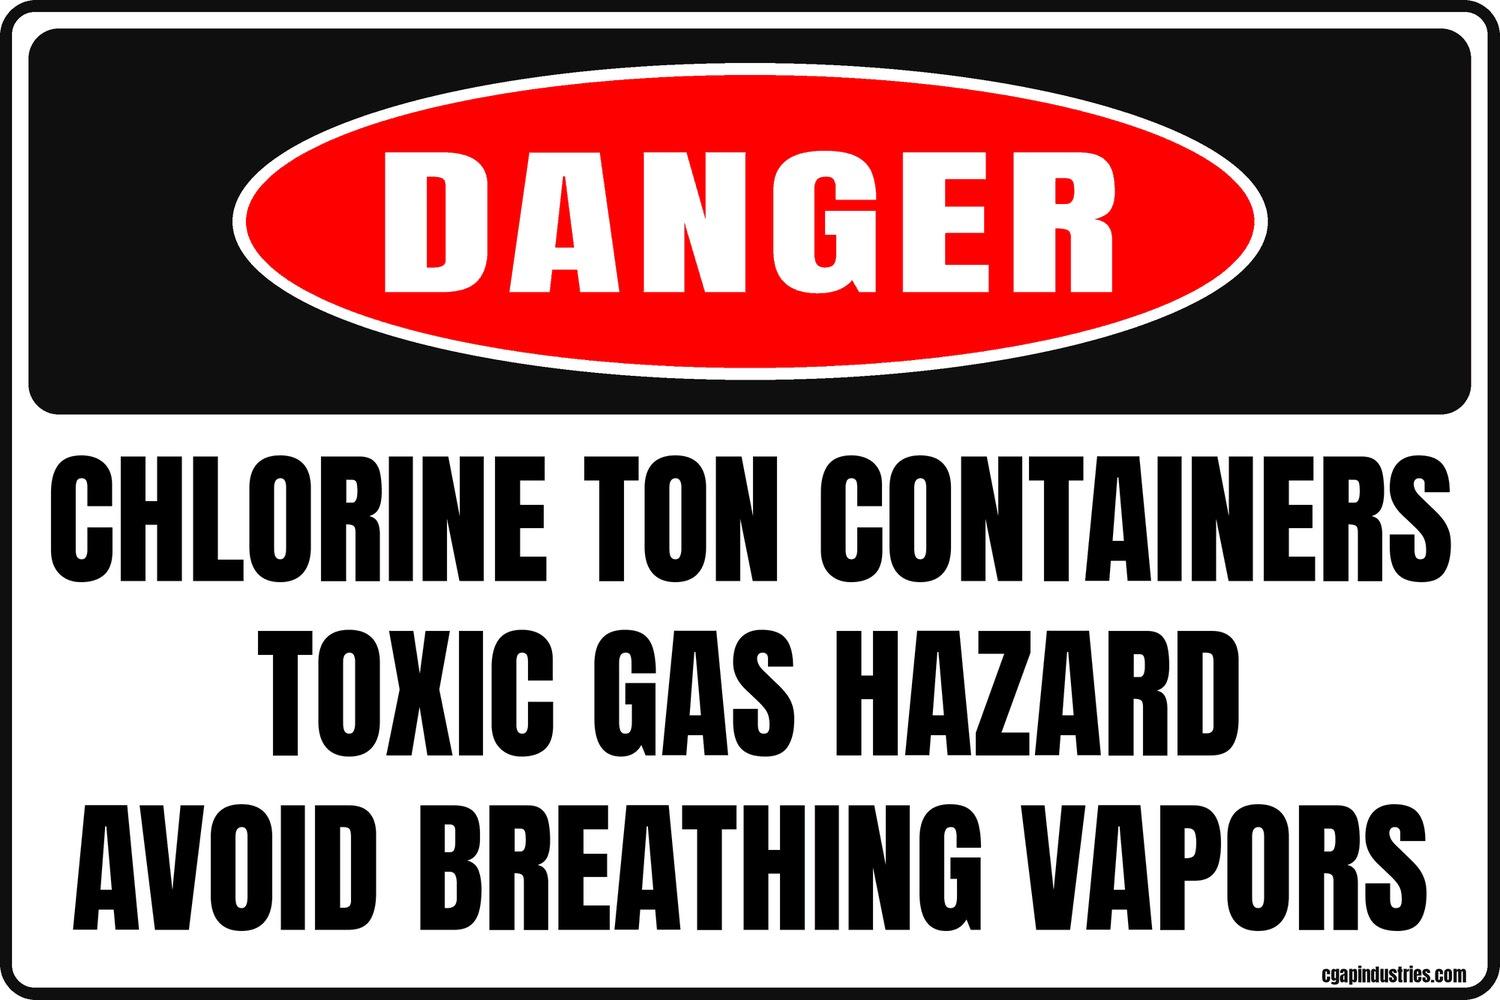 DANGER
CHLORINE TON CONTAINERS
TOXIC GAS HAZARD
AVOID BREATHING VAPORS
cgapindustries.com